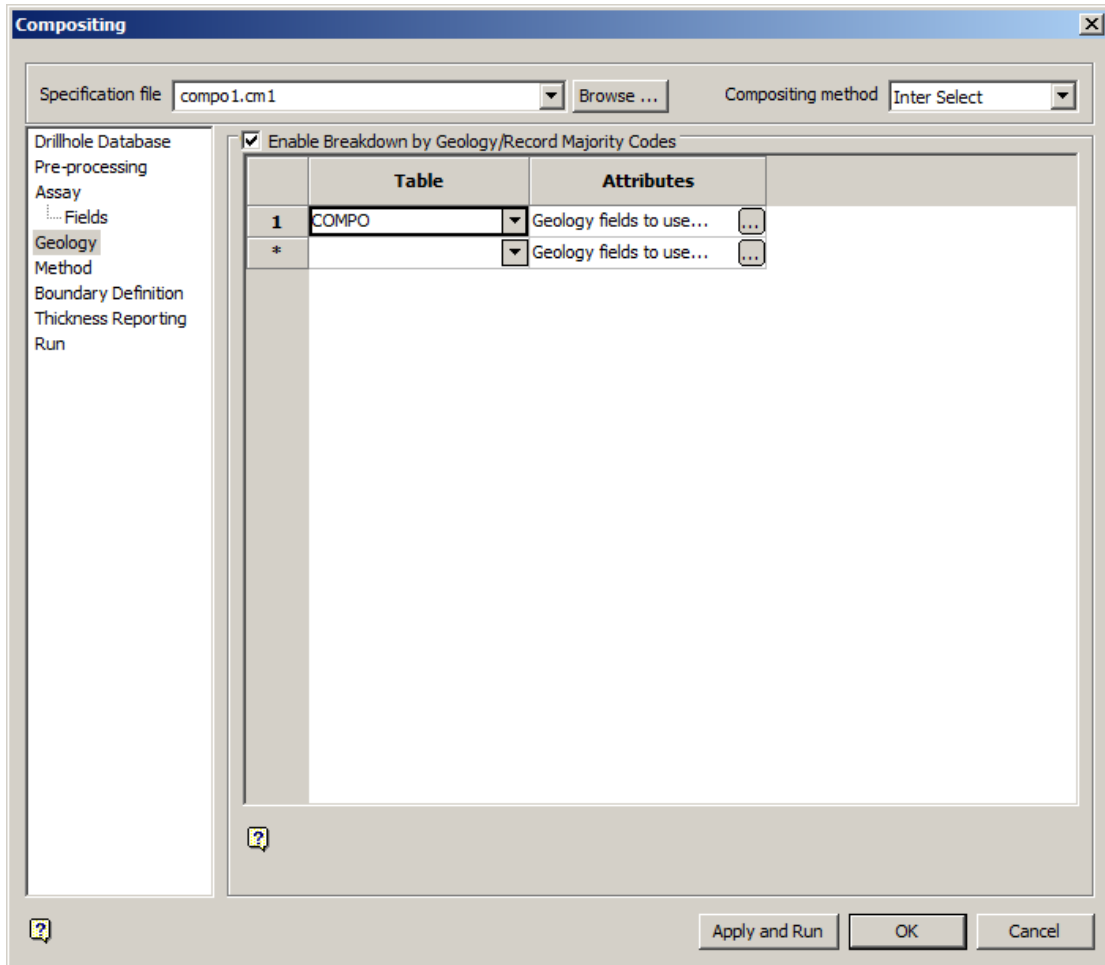 Compositing
Specification file compo1.cm1 Browse ... Compositing method Inter Select
Drillhole Database
Pre-processing
Assay
Fields
Geology
Method
Boundary Definition
Thickness Reporting
Run
Enable Breakdown by Geology/Record Majority Codes
Table Attributes
1 COMPO Geology fields to use... ...
* Geology fields to use... ...
?
? Apply and Run OK Cancel